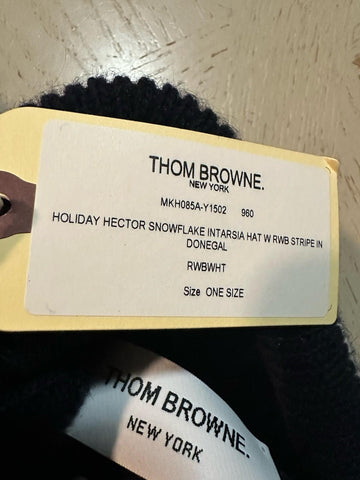 THOM BROWNE.
NEW YORK
MKH085A-Y1502 960
HOLIDAY HECTOR SNOWFLAKE INTARSIA HAT W RWB STRIPE IN
DONEGAL
RWBWHT
Size ONE SIZE
THOM BROWNE.
NEW YORK